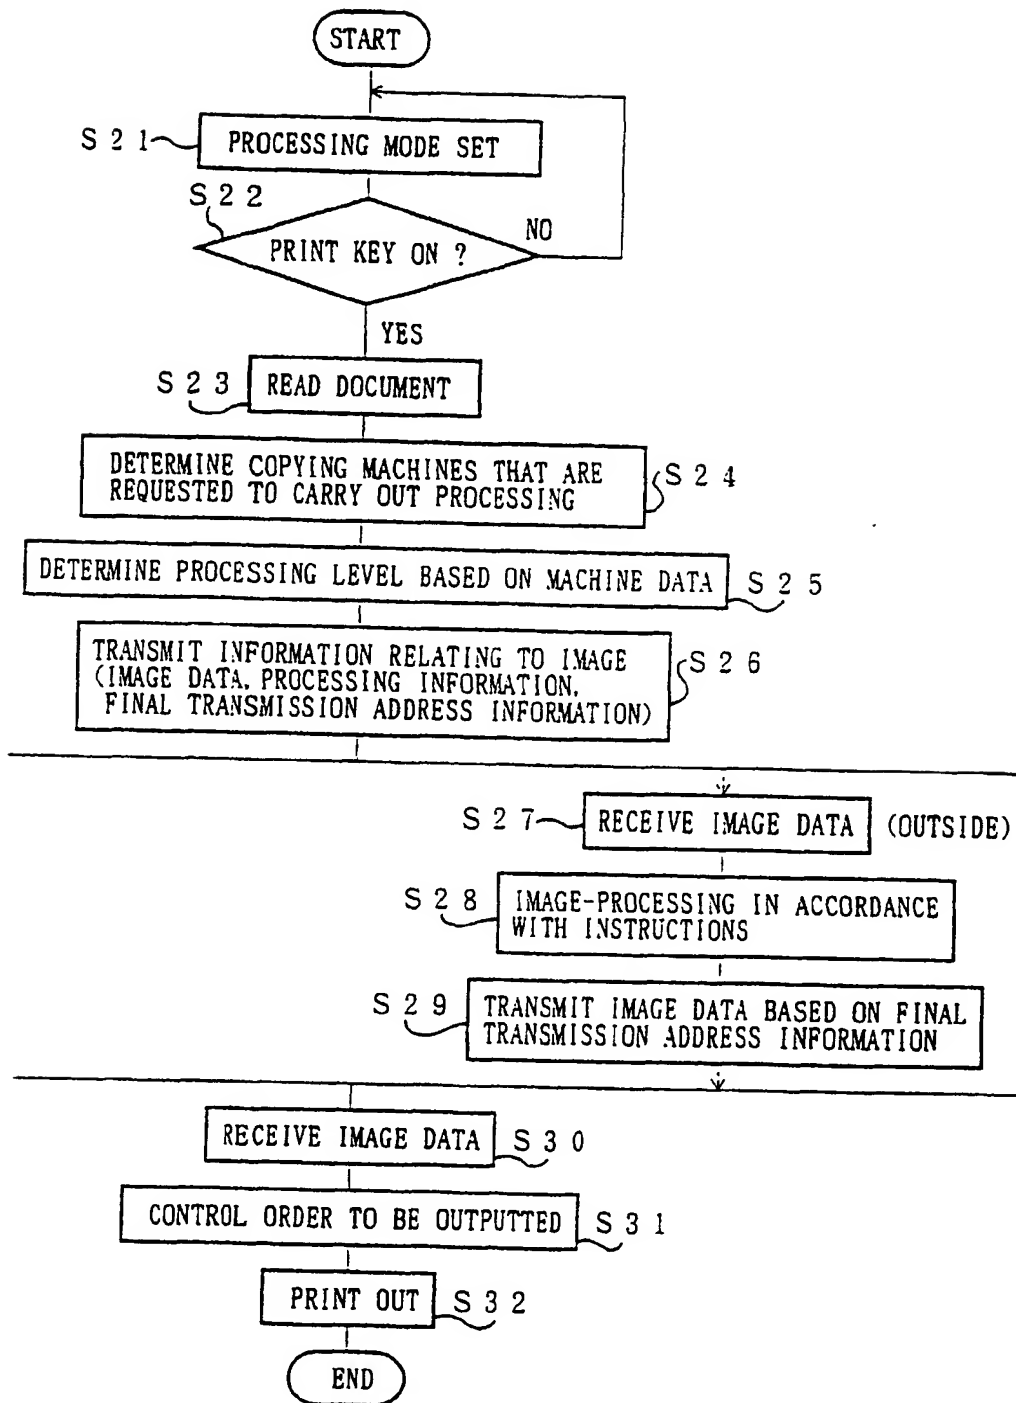 START
S21
PROCESSING MODE SET
S22
PRINT KEY ON ?
NO
YES
S23
READ DOCUMENT
DETERMINE COPYING MACHINES THAT ARE
REQUESTED TO CARRY OUT PROCESSING
S24
DETERMINE PROCESSING LEVEL BASED ON MACHINE DATA
S25
TRANSMIT INFORMATION RELATING TO IMAGE
(IMAGE DATA, PROCESSING INFORMATION,
FINAL TRANSMISSION ADDRESS INFORMATION)
S26
S27
RECEIVE IMAGE DATA
(OUTSIDE)
S28
IMAGE-PROCESSING IN ACCORDANCE
WITH INSTRUCTIONS
S29
TRANSMIT IMAGE DATA BASED ON FINAL
TRANSMISSION ADDRESS INFORMATION
RECEIVE IMAGE DATA
S30
CONTROL ORDER TO BE OUTPUTTED
S31
PRINT OUT
S32
END